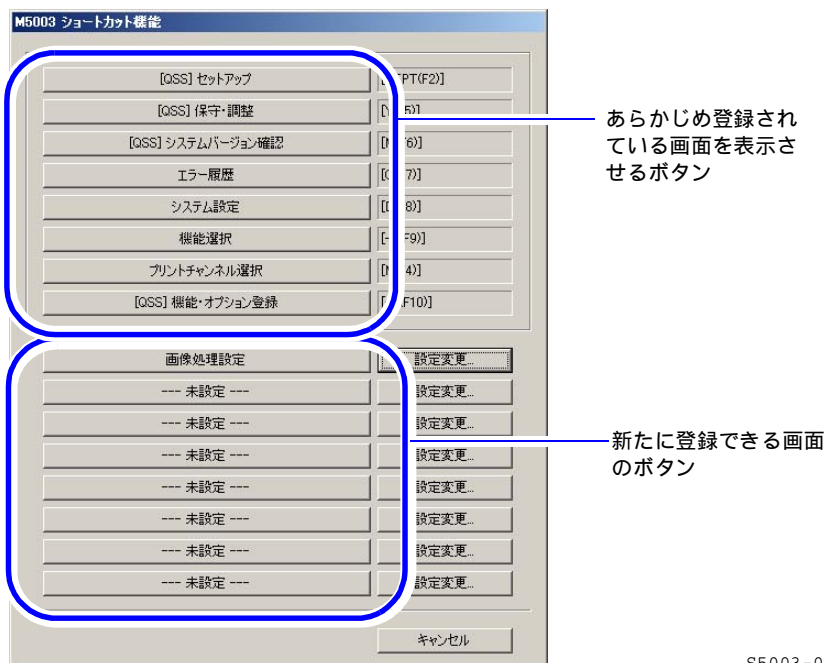 M5003 ショートカット機能
[QSS] セットアップ
PT(F2)]
[QSS] 保守・調整
5)]
[QSS] システムバージョン確認
6)]
エラー履歴
7)]
システム設定
8)]
機能選択
F9)]
プリントチャンネル選択
4)]
[QSS] 機能・オプション登録
F10)]
あらかじめ登録され
ている画面を表示さ
せるボタン
画像処理設定
設定変更...
--- 未設定 ---
設定変更...
--- 未設定 ---
設定変更...
--- 未設定 ---
設定変更...
--- 未設定 ---
設定変更...
--- 未設定 ---
設定変更...
--- 未設定 ---
設定変更...
--- 未設定 ---
設定変更...
新たに登録できる画面
のボタン
キャンセル